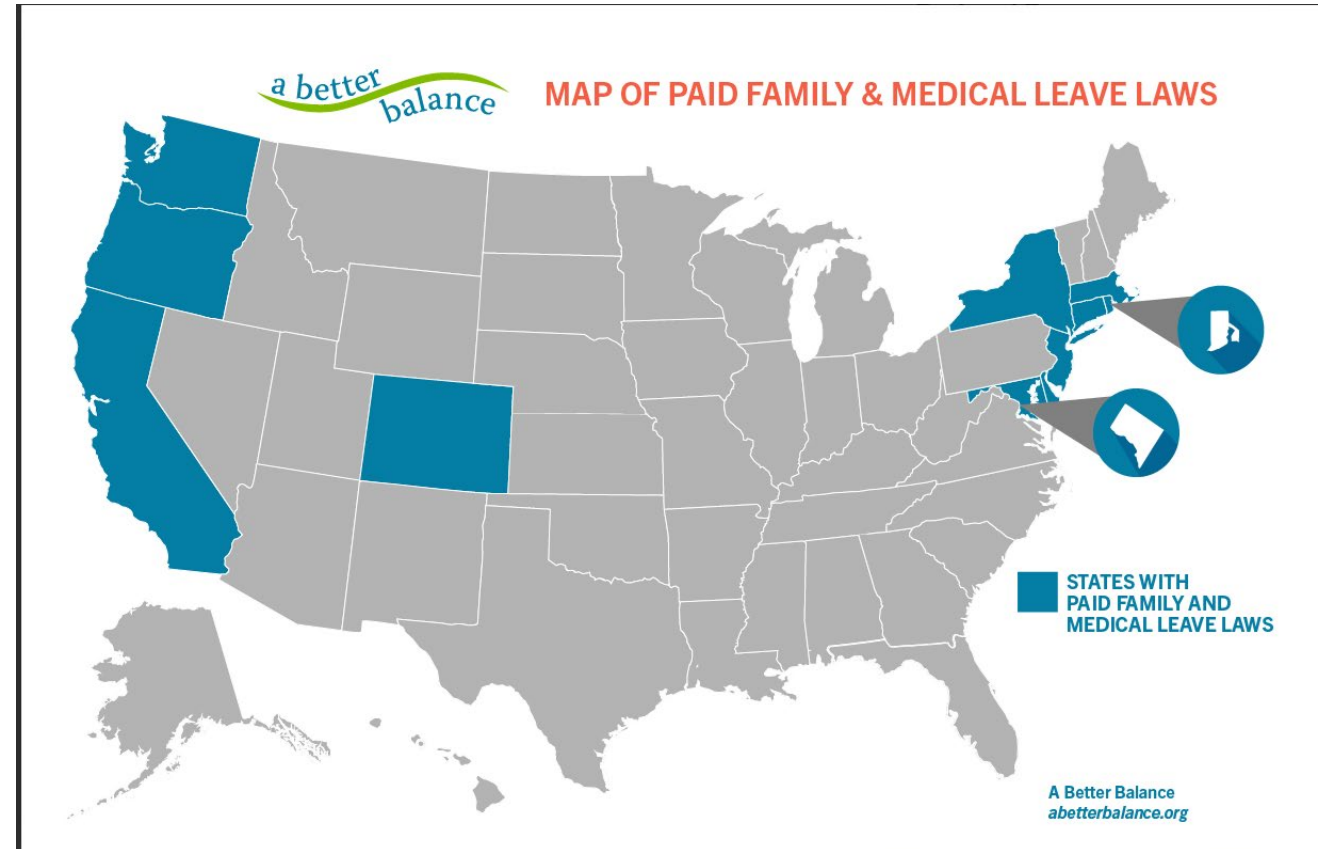 a better
balance
MAP OF PAID FAMILY & MEDICAL LEAVE LAWS
STATES WITH
PAID FAMILY AND
MEDICAL LEAVE LAWS
A Better Balance
abetterbalance.org